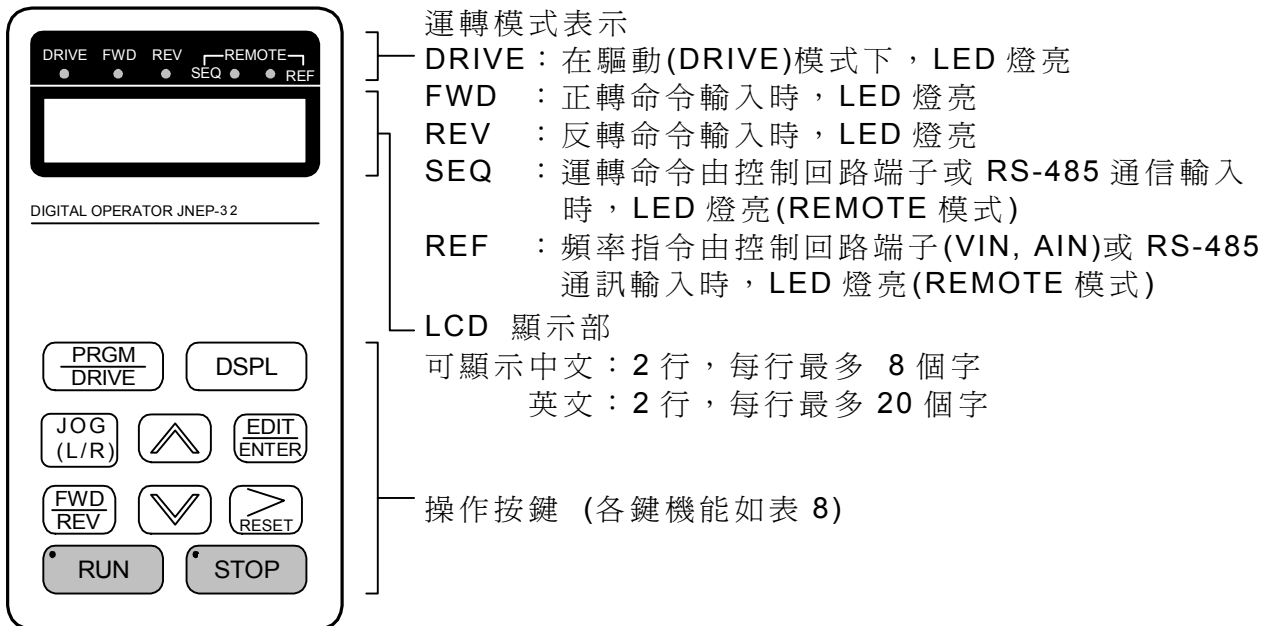 DRIVE FWD REV REMOTE
SEQ REF
DIGITAL OPERATOR JNEP-32
PRGM
DRIVE
DSPL
JOG
(L/R)
EDIT
ENTER
FWD
REV
RESET
RUN
STOP
運轉模式表示
DRIVE：在驅動(DRIVE)模式下，LED 燈亮
FWD ：正轉命令輸入時，LED 燈亮
REV ：反轉命令輸入時，LED 燈亮
SEQ ：運轉命令由控制回路端子或 RS-485 通信輸入
時，LED 燈亮(REMOTE 模式)
REF ：頻率指令由控制回路端子(VIN, AIN)或 RS-485
通訊輸入時，LED 燈亮(REMOTE 模式)
LCD 顯示部
可顯示中文：2 行，每行最多 8 個字
英文：2 行，每行最多 20 個字
操作按鍵 (各鍵機能如表 8)